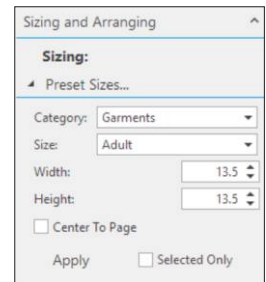 Sizing and Arranging
Sizing:
Preset Sizes...
Category: Garments
Size: Adult
Width: 13.5
Height: 13.5
Center To Page
Apply Selected Only